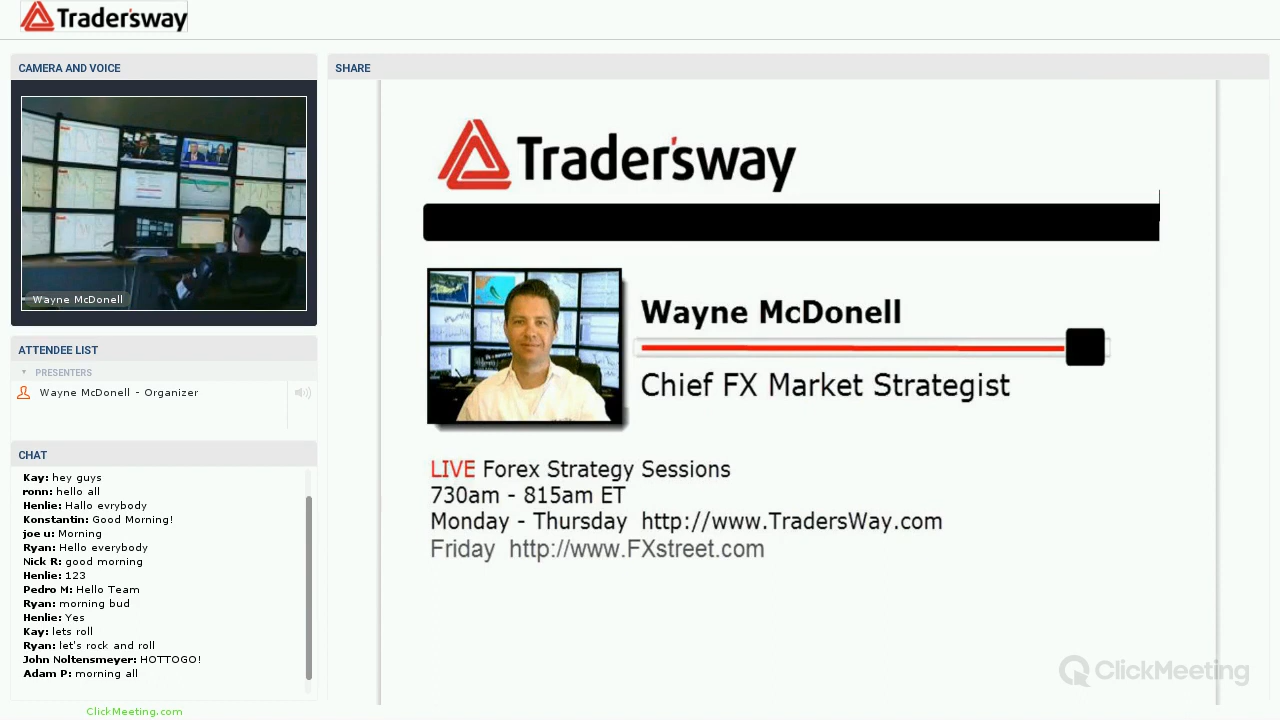 Tradersway
CAMERA AND VOICE
Wayne McDonell
ATTENDEE LIST
PRESENTERS
Wayne McDonell - Organizer
CHAT
Kay: hey guys
ronn: hello all
Henlie: Hallo evrybody
Konstantin: Good Morning!
joe u: Morning
Ryan: Hello everybody
Nick R: good morning
Henlie: 123
Pedro M: Hello Team
Ryan: morning bud
Henlie: Yes
Kay: lets roll
Ryan: let's rock and roll
John Noltensmeyer: HOTTOGO!
Adam P: morning all
ClickMeeting.com
SHARE
Trader'sway
Wayne McDonell
Chief FX Market Strategist
LIVE Forex Strategy Sessions
730am - 815am ET
Monday - Thursday http://www.TradersWay.com
Friday http://www.FXstreet.com
ClickMeeting